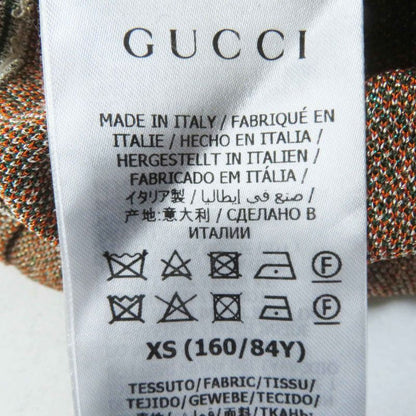 GUCCI
MADE IN ITALY / FABRIQUÉ EN
ITALIE / HECHO EN ITALIA /
HERGESTELLT IN ITALIEN /
FABRICADO EM ITÁLIA /
イタリア製 / صنع في إيطاليا /
产地:意大利 / СДЕЛАНО В
ИТАЛИИ
F
F
XS (160/84Y)
TESSUTO/FABRIC/TISSU/
TEJIDO/GEWEBE/TECIDO/